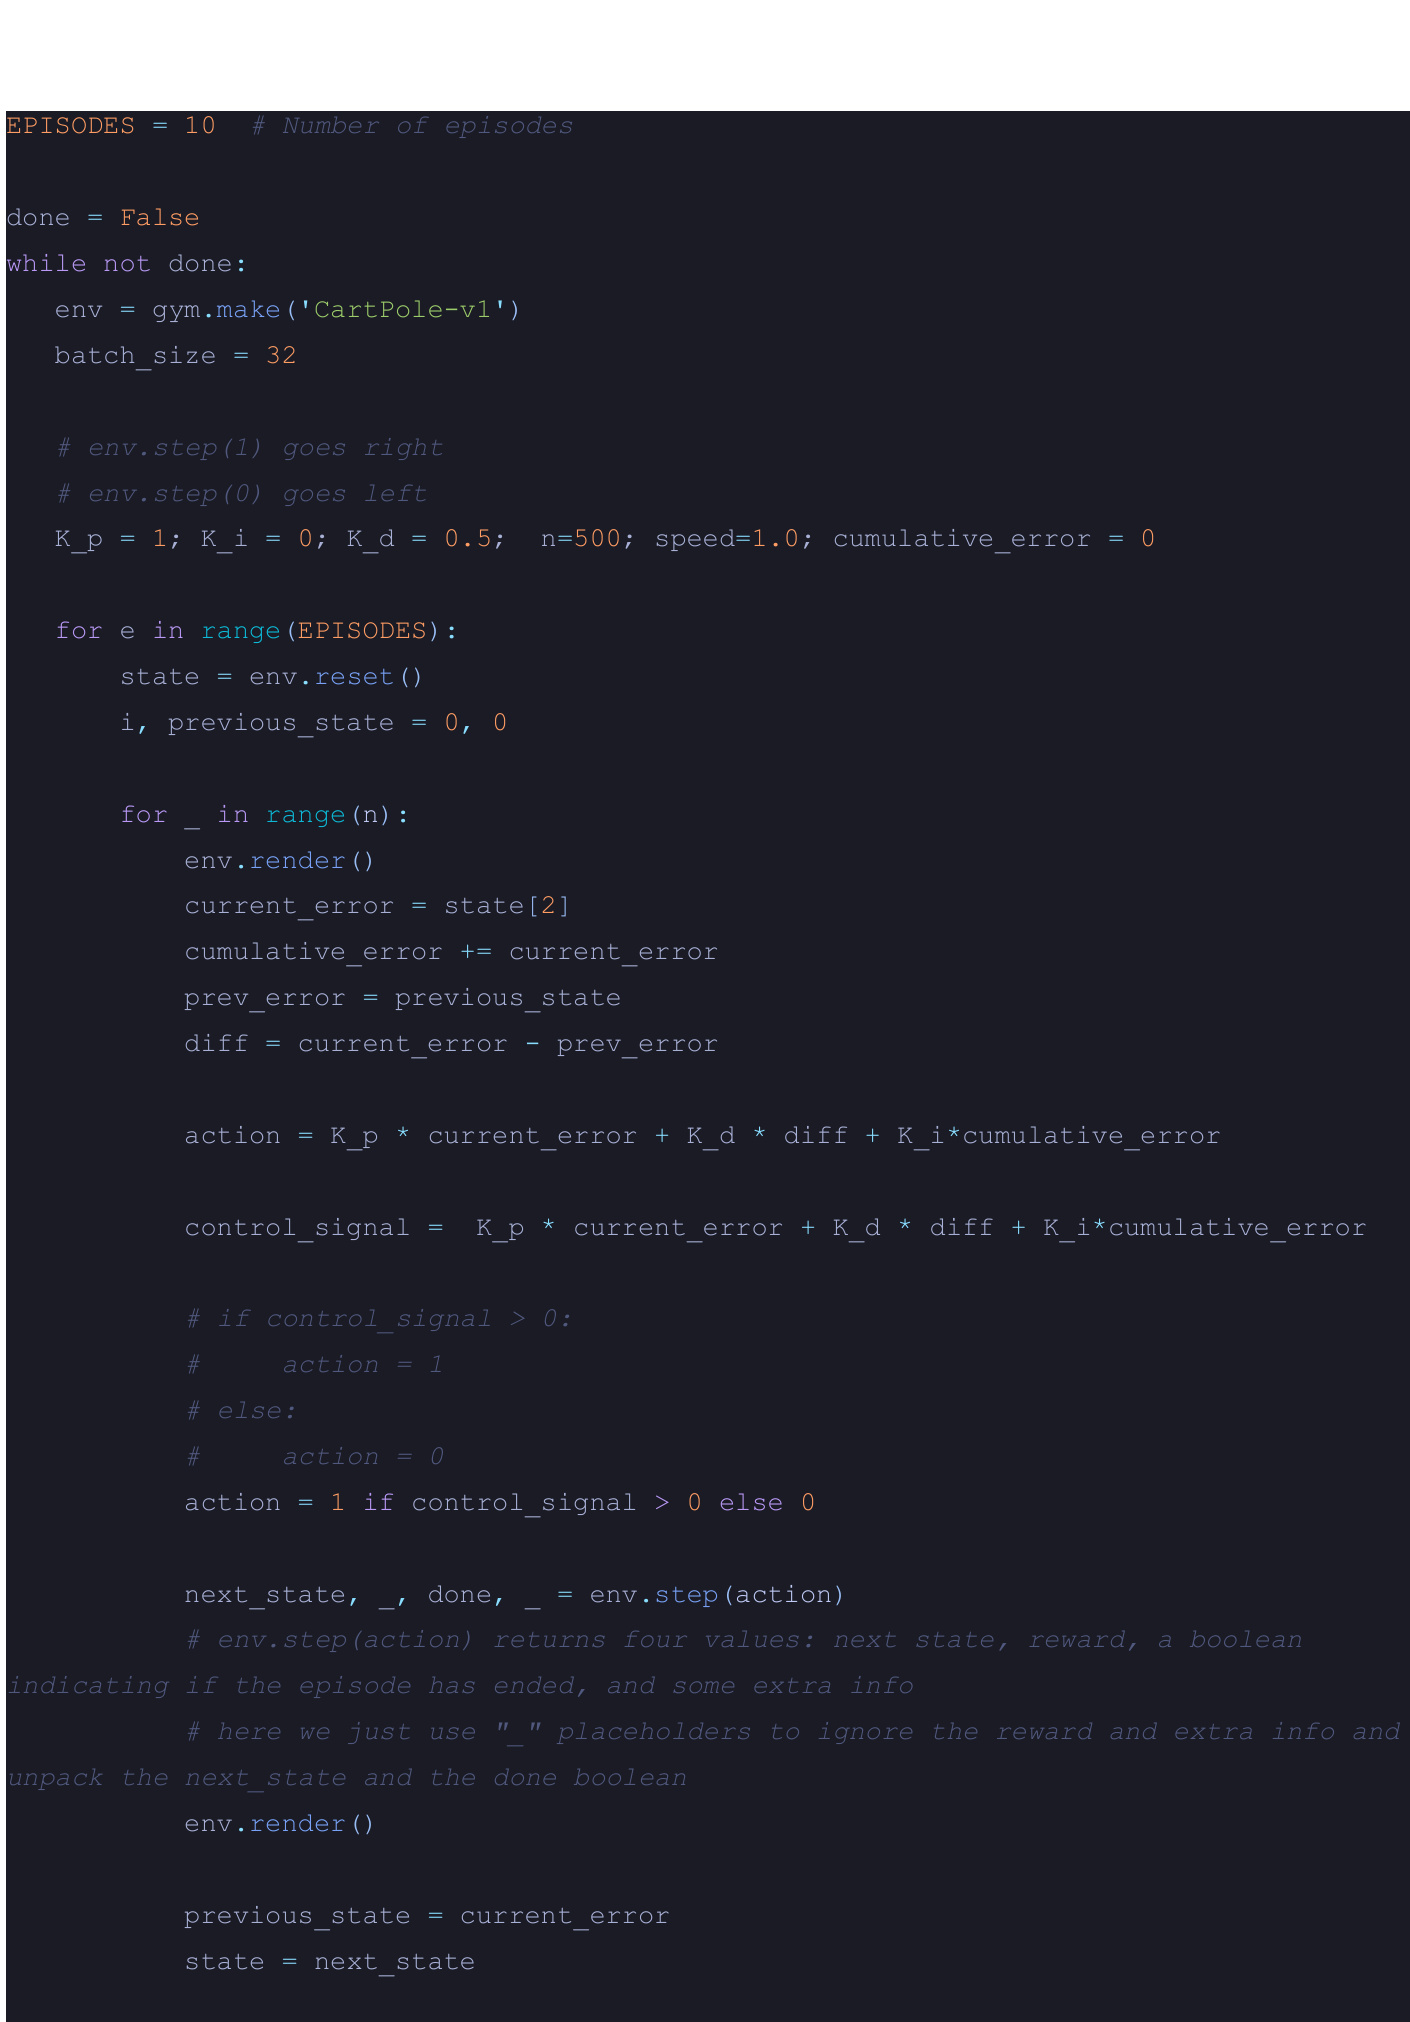 EPISODES = 10  # Number of episodes

done = False
while not done:
   env = gym.make('CartPole-v1')
   batch_size = 32

   # env.step(1) goes right
   # env.step(0) goes left
   K_p = 1; K_i = 0; K_d = 0.5;  n=500; speed=1.0; cumulative_error = 0

   for e in range(EPISODES):
       state = env.reset()
       i, previous_state = 0, 0

       for _ in range(n):
           env.render()
           current_error = state[2]
           cumulative_error += current_error
           prev_error = previous_state
           diff = current_error - prev_error

           action = K_p * current_error + K_d * diff + K_i*cumulative_error

           control_signal =  K_p * current_error + K_d * diff + K_i*cumulative_error

           # if control_signal > 0:
           #     action = 1
           # else:
           #     action = 0
           action = 1 if control_signal > 0 else 0

           next_state, _, done, _ = env.step(action)
           # env.step(action) returns four values: next state, reward, a boolean
indicating if the episode has ended, and some extra info
           # here we just use "_" placeholders to ignore the reward and extra info and
unpack the next_state and the done boolean
           env.render()

           previous_state = current_error
           state = next_state